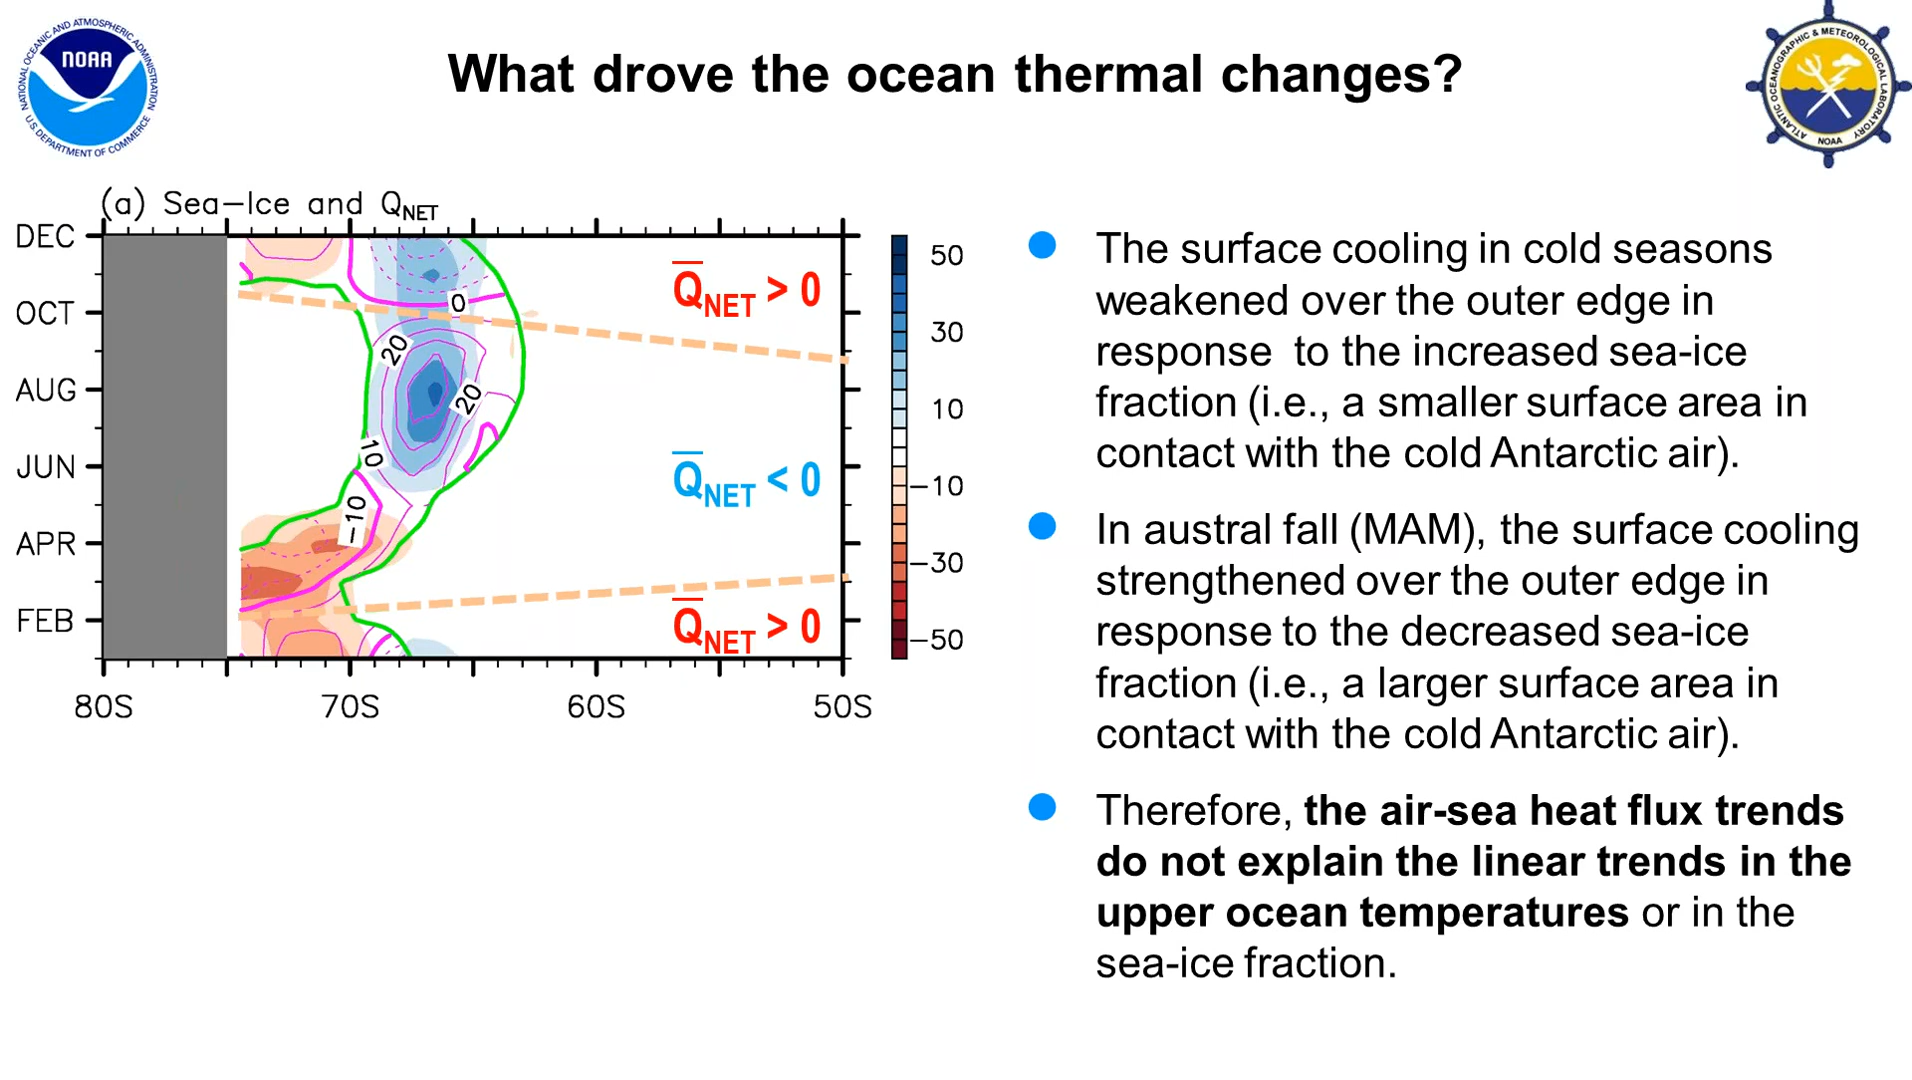 What drove the ocean thermal changes?
NOAA
NATIONAL OCEANIC AND ATMOSPHERIC ADMINISTRATION
U.S. DEPARTMENT OF COMMERCE
ATLANTIC OCEANOGRAPHIC & METEOROLOGICAL LABORATORY
NOAA
(a) Sea-Ice and QNET
DEC
OCT
AUG
JUN
APR
FEB
80S 70S 60S 50S
0
20
20
10
-10
QNET > 0
QNET < 0
QNET > 0
50
30
10
-10
-30
-50
The surface cooling in cold seasons
weakened over the outer edge in
response to the increased sea-ice
fraction (i.e., a smaller surface area in
contact with the cold Antarctic air).
In austral fall (MAM), the surface cooling
strengthened over the outer edge in
response to the decreased sea-ice
fraction (i.e., a larger surface area in
contact with the cold Antarctic air).
Therefore, the air-sea heat flux trends
do not explain the linear trends in the
upper ocean temperatures or in the
sea-ice fraction.